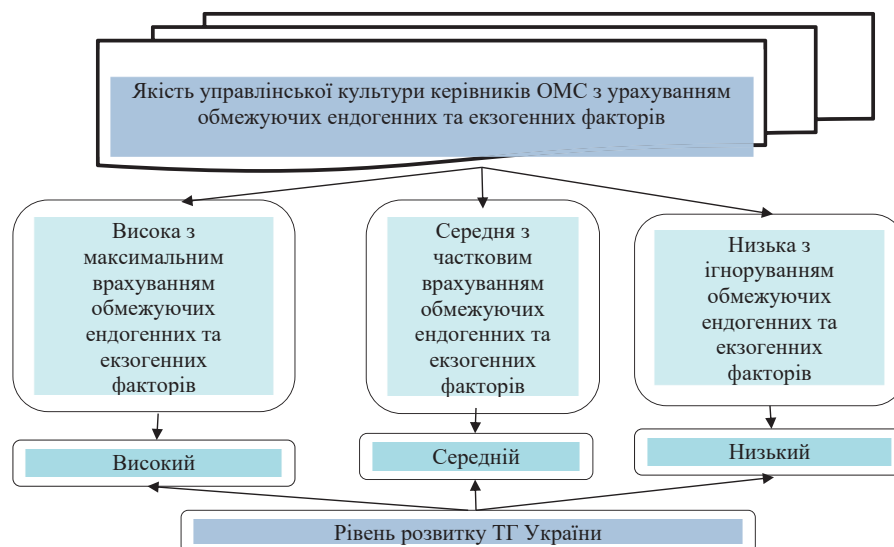 Якість управлінської культури керівників ОМС з урахуванням
обмежуючих ендогенних та екзогенних факторів
Висока з
максимальним
врахуванням
обмежуючих
ендогенних та
екзогенних
факторів
Середня з
частковим
врахуванням
обмежуючих
ендогенних та
екзогенних
факторів
Низька з
ігноруванням
обмежуючих
ендогенних та
екзогенних
факторів
Високий
Середній
Низький
Рівень розвитку ТГ України